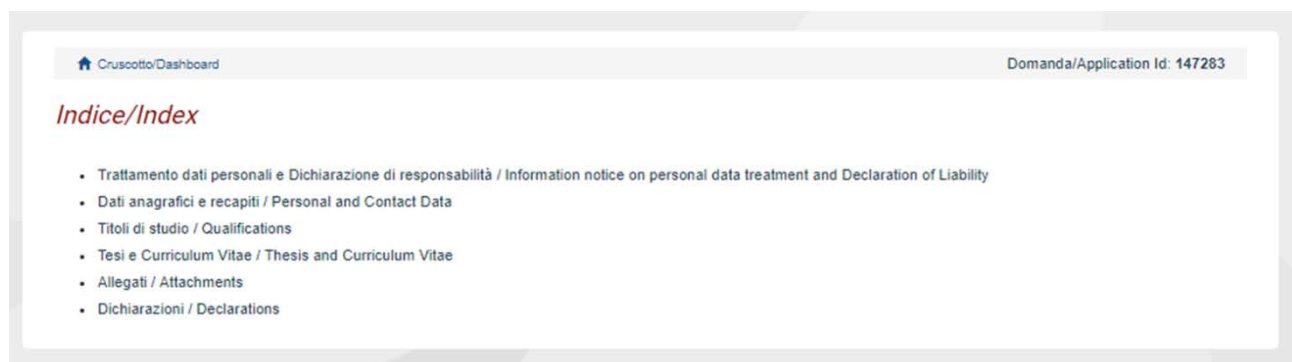 Cruscotto/Dashboard
Domanda/Application Id: 147283
Indice/Index
Trattamento dati personali e Dichiarazione di responsabilità / Information notice on personal data treatment and Declaration of Liability
Dati anagrafici e recapiti / Personal and Contact Data
Titoli di studio / Qualifications
Tesi e Curriculum Vitae / Thesis and Curriculum Vitae
Allegati / Attachments
Dichiarazioni / Declarations